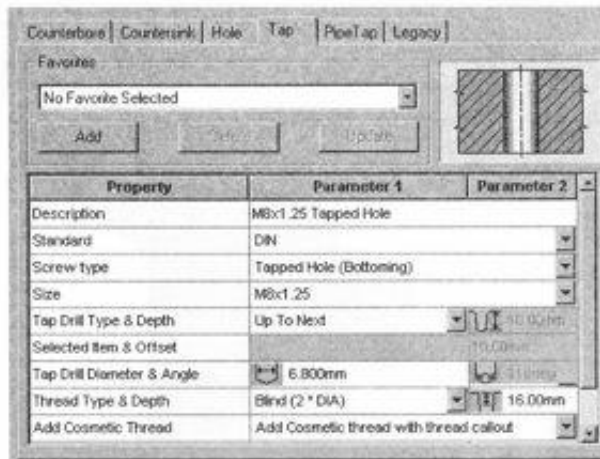 Counterbore Countersink Hole Tap PipeTap Legacy
Favorites
No Favorite Selected
Add Update
Property Parameter 1 Parameter 2
Description M8x1.25 Tapped Hole
Standard DIN
Screw type Tapped Hole (Bottoming)
Size M8x1.25
Tap Drill Type & Depth Up To Next
Selected Item & Offset
Tap Drill Diameter & Angle 6.800mm
Thread Type & Depth Blind (2 * DIA) 16.00mm
Add Cosmetic Thread Add Cosmetic thread with thread callout